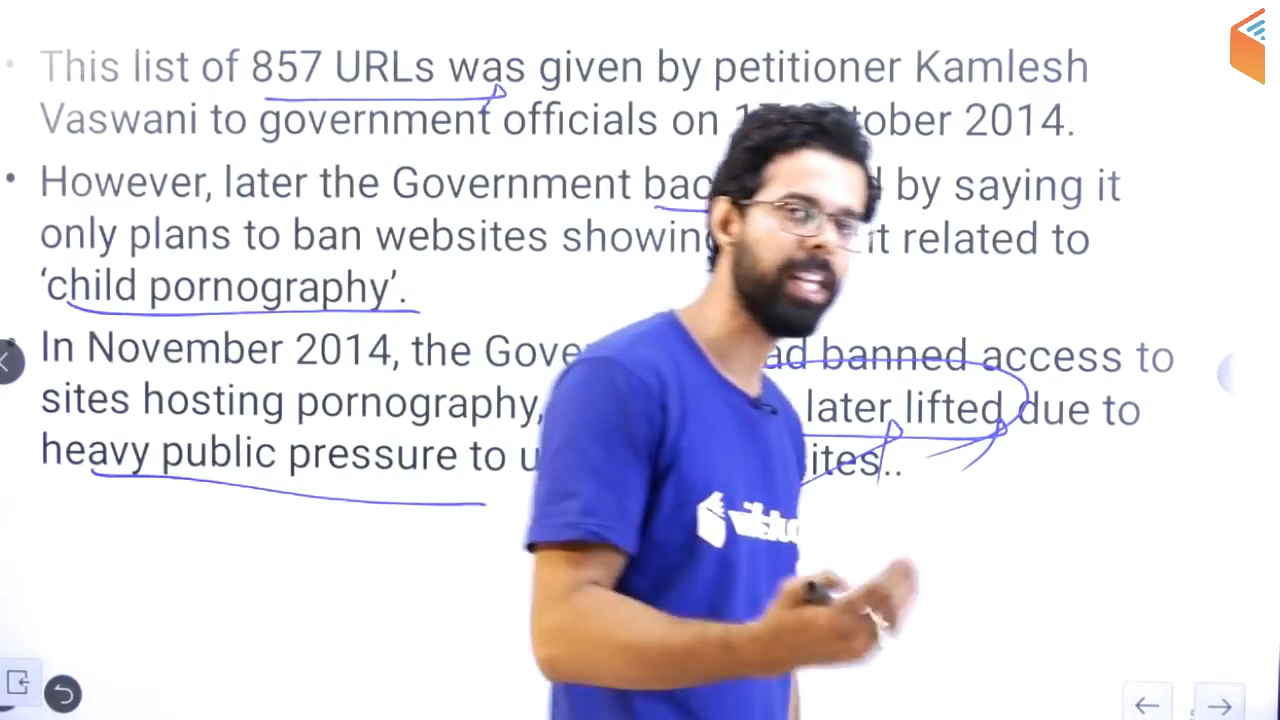 This list of 857 URLs was given by petitioner Kamlesh
Vaswani to government officials on 2014.
However, later the Government by saying it
only plans to ban websites showing related to
‘child pornography’.
In November 2014, the banned access to
sites hosting pornography, later lifted due to
heavy public pressure to